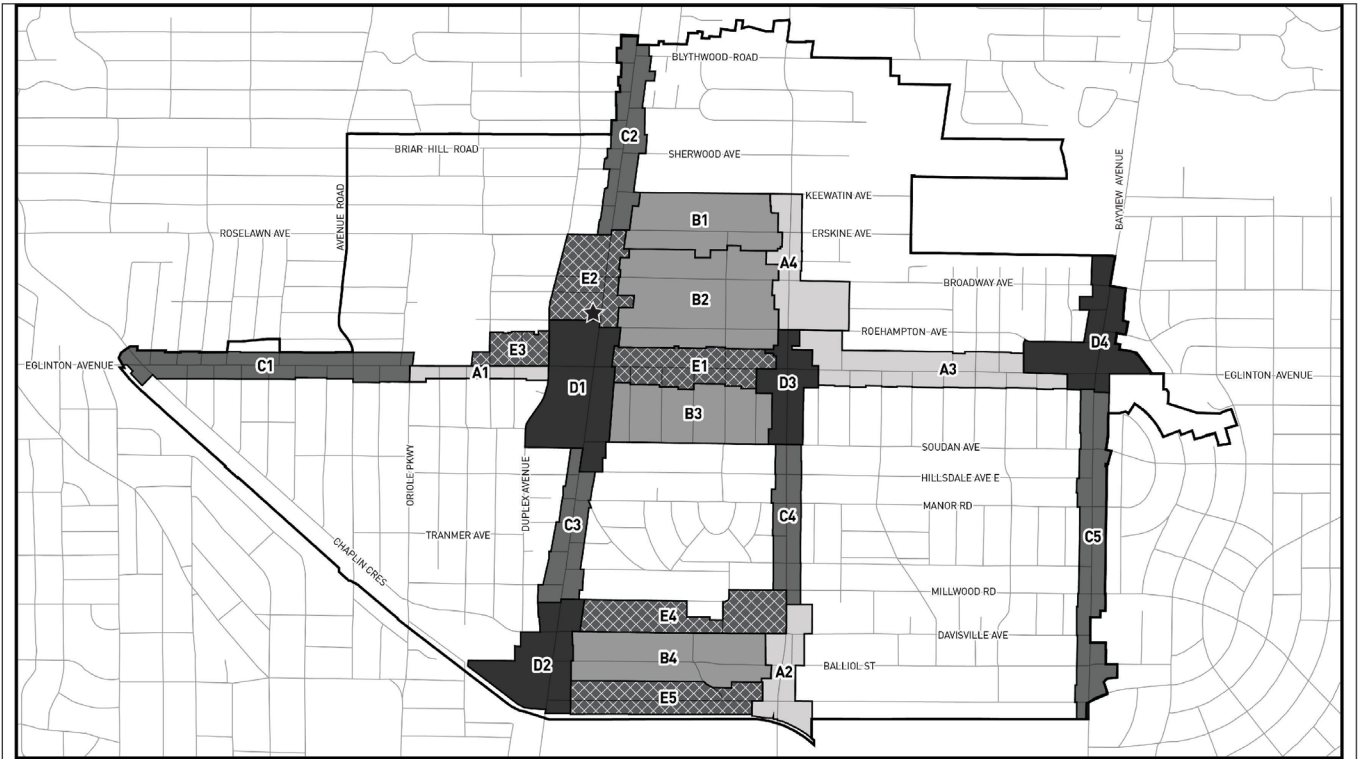 BLYTHWOOD ROAD
C2
BRIAR HILL ROAD
SHERWOOD AVE
AVENUE ROAD
BAYVIEW AVENUE
KEEWATIN AVE
B1
ROSELAWN AVE
ERSKINE AVE
A4
E2
BROADWAY AVE
B2
ROEHAMPTON AVE
D4
E3
EGLINTON AVENUE
C1
A1
E1
A3
EGLINTON AVENUE
D1
D3
B3
SOUDAN AVE
ORIOLE PKWY
DUPLEX AVENUE
HILLSDALE AVE E
MANOR RD
C3
C4
TRANMER AVE
C5
CHAPLIN CRES
MILLWOOD RD
E4
DAVISVILLE AVE
D2
B4
A2
BALLIOL ST
E5